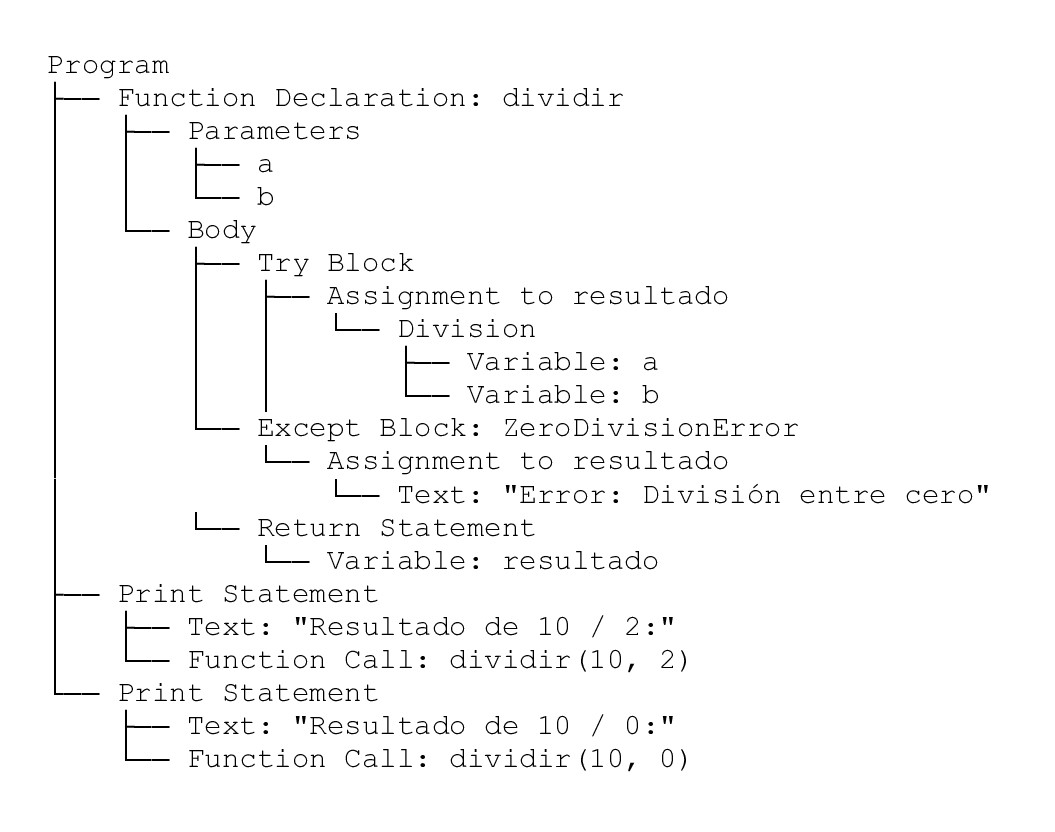 Program
├── Function Declaration: dividir
│   ├── Parameters
│   │   ├── a
│   │   └── b
│   └── Body
│       ├── Try Block
│       │   ├── Assignment to resultado
│       │   │   └── Division
│       │   │       ├── Variable: a
│       │   │       └── Variable: b
│       └── Except Block: ZeroDivisionError
│           └── Assignment to resultado
│               └── Text: "Error: División entre cero"
│       └── Return Statement
│           └── Variable: resultado
├── Print Statement
│   ├── Text: "Resultado de 10 / 2:"
│   └── Function Call: dividir(10, 2)
└── Print Statement
    ├── Text: "Resultado de 10 / 0:"
    └── Function Call: dividir(10, 0)